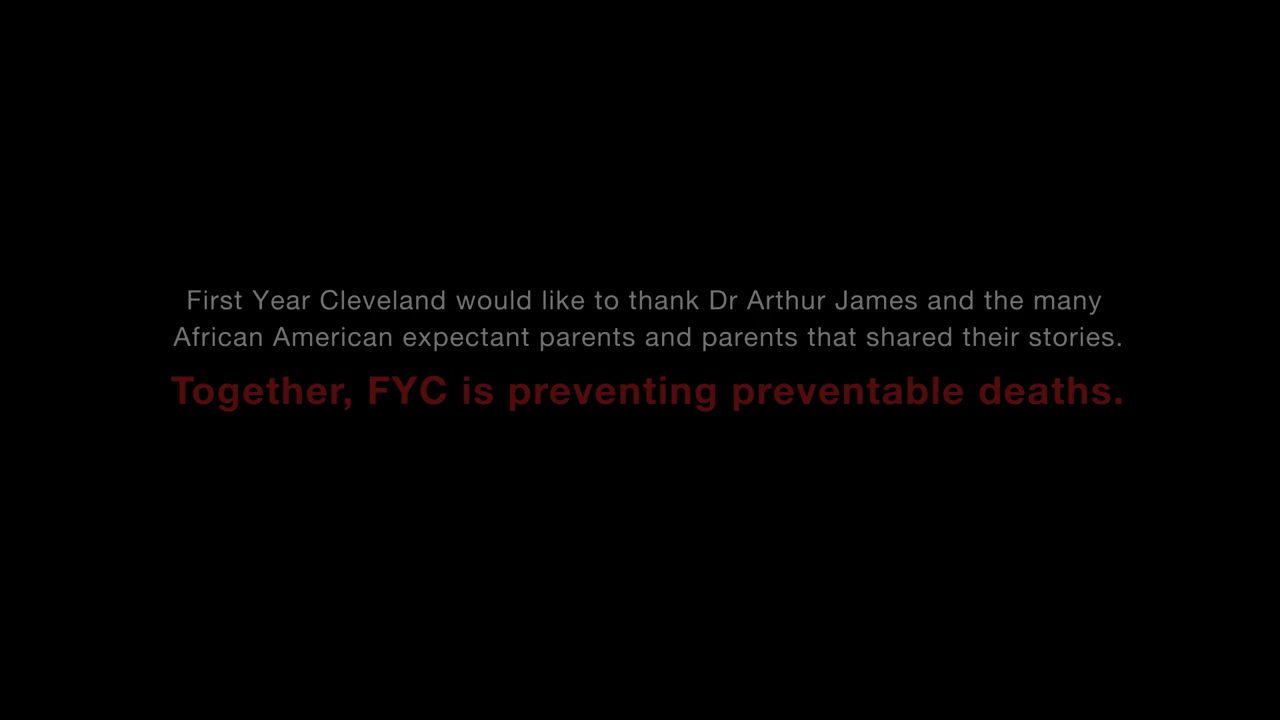 First Year Cleveland would like to thank Dr Arthur James and the many
African American expectant parents and parents that shared their stories.
Together, FYC is preventing preventable deaths.